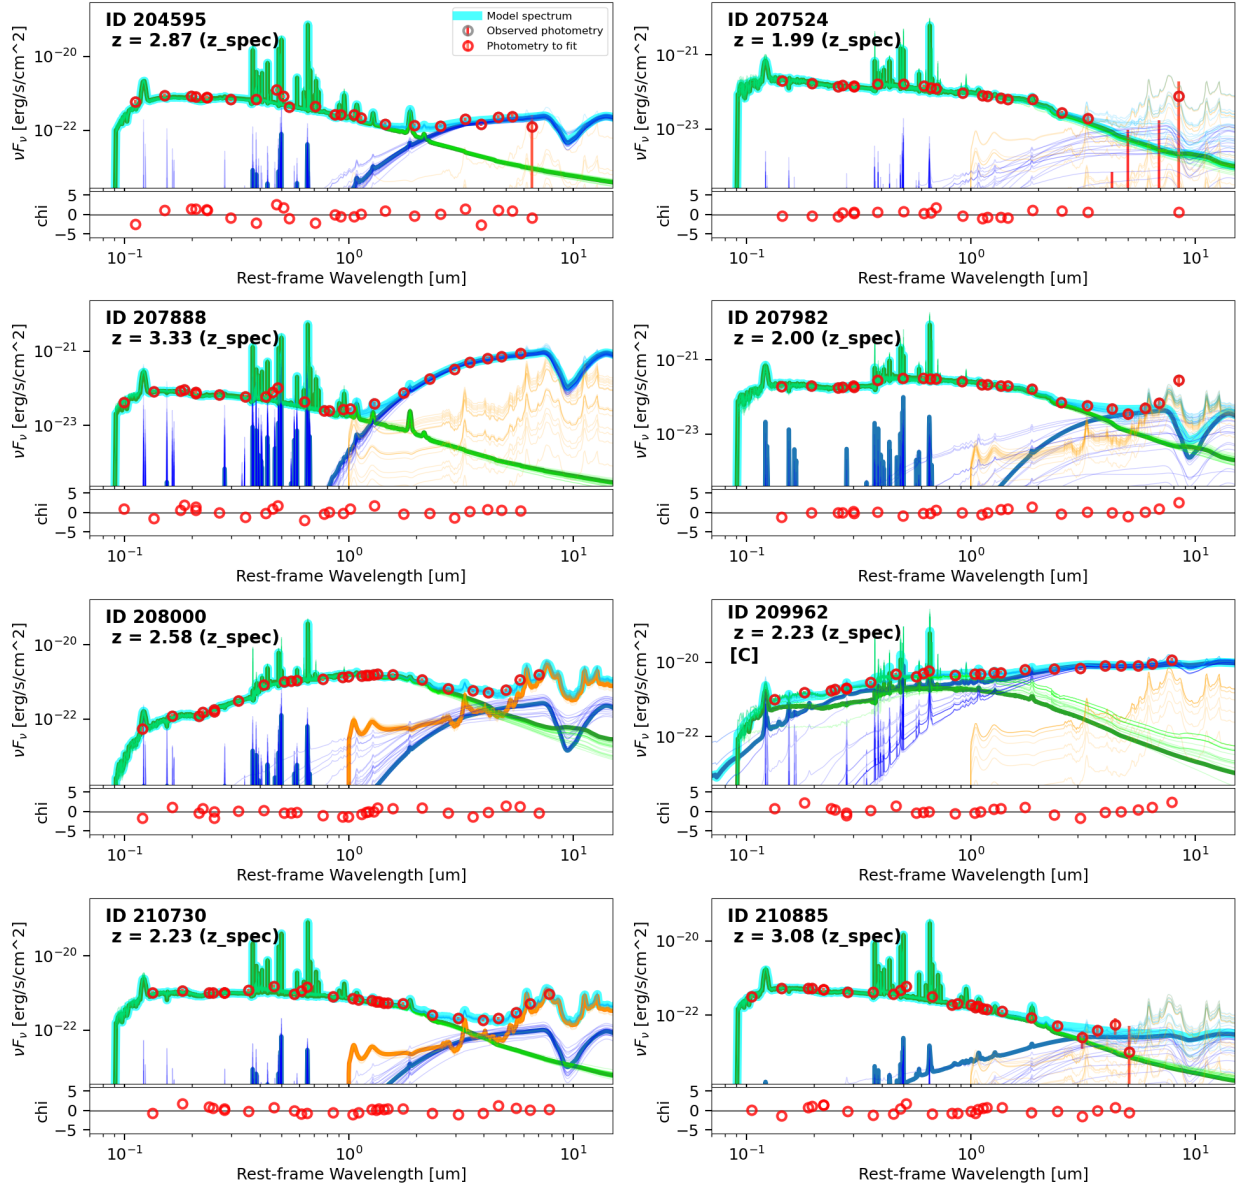 ID 204595
z = 2.87 (z_spec)
Model spectrum
Observed photometry
Photometry to fit
10^−20
10^−22
νFν [erg/s/cm^2]
5
0
−5
chi
10^−1
10^0
10^1
Rest-frame Wavelength [um]
ID 207524
z = 1.99 (z_spec)
10^−21
10^−23
νFν [erg/s/cm^2]
5
0
−5
chi
10^−1
10^0
10^1
Rest-frame Wavelength [um]
ID 207888
z = 3.33 (z_spec)
10^−21
10^−23
νFν [erg/s/cm^2]
5
0
−5
chi
10^−1
10^0
10^1
Rest-frame Wavelength [um]
ID 207982
z = 2.00 (z_spec)
10^−21
10^−23
νFν [erg/s/cm^2]
5
0
−5
chi
10^−1
10^0
10^1
Rest-frame Wavelength [um]
ID 208000
z = 2.58 (z_spec)
10^−20
10^−22
νFν [erg/s/cm^2]
5
0
−5
chi
10^−1
10^0
10^1
Rest-frame Wavelength [um]
ID 209962
z = 2.23 (z_spec)
[C]
10^−20
10^−22
νFν [erg/s/cm^2]
5
0
−5
chi
10^−1
10^0
10^1
Rest-frame Wavelength [um]
ID 210730
z = 2.23 (z_spec)
10^−20
10^−22
νFν [erg/s/cm^2]
5
0
−5
chi
10^−1
10^0
10^1
Rest-frame Wavelength [um]
ID 210885
z = 3.08 (z_spec)
10^−20
10^−22
νFν [erg/s/cm^2]
5
0
−5
chi
10^−1
10^0
10^1
Rest-frame Wavelength [um]